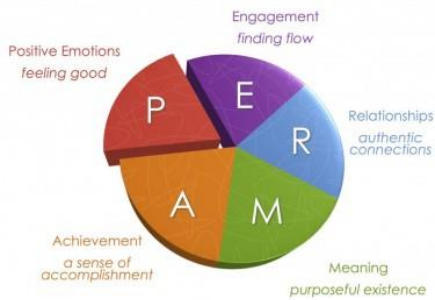 Engagement
finding flow
Positive Emotions
feeling good
P
E
Relationships
authentic
connections
R
A
M
Achievement
a sense of
accomplishment
Meaning
purposeful existence